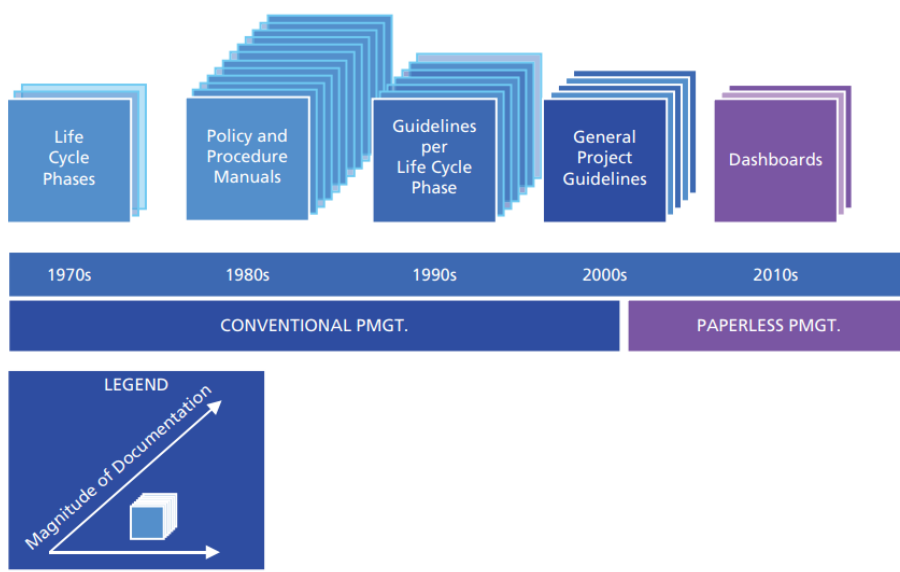 Life
Cycle
Phases
Policy and
Procedure
Manuals
Guidelines
per
Life Cycle
Phase
General
Project
Guidelines
Dashboards
1970s
1980s
1990s
2000s
2010s
CONVENTIONAL PMGT.
PAPERLESS PMGT.
LEGEND
Magnitude of Documentation